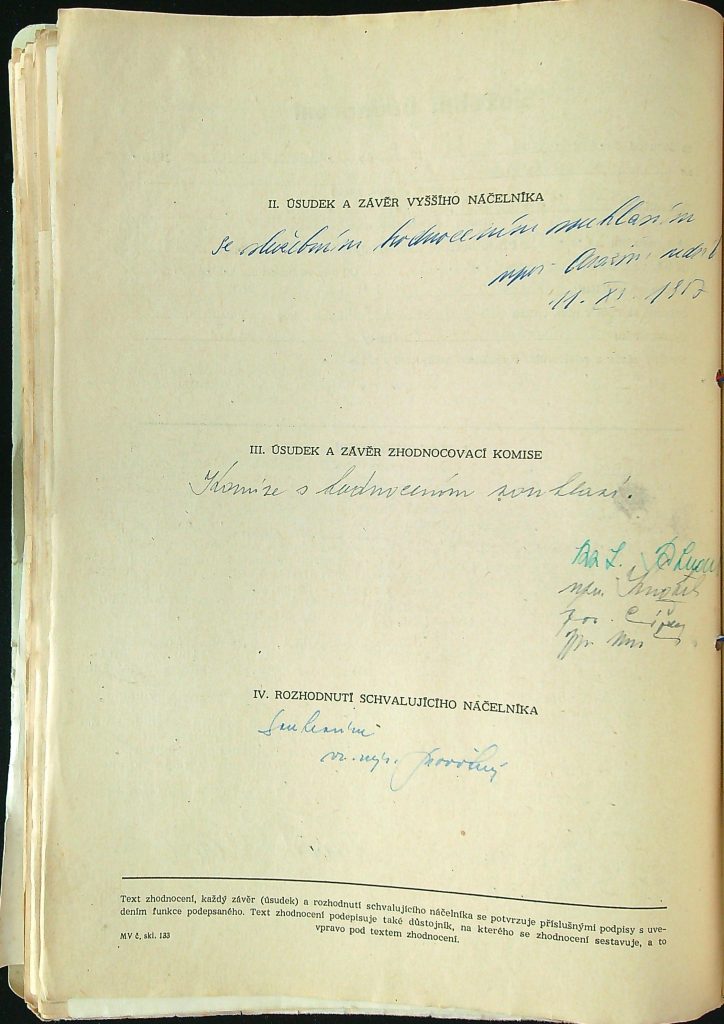 II. ÚSUDEK A ZÁVĚR VYŠŠÍHO NÁČELNÍKA
se služebním hodnocením souhlasím
npor.
11. XI. 1957
III. ÚSUDEK A ZÁVĚR ZHODNOCOVACÍ KOMISE
Komise s hodnocením souhlasí.
IV. ROZHODNUTÍ SCHVALUJÍCÍHO NÁČELNÍKA
Souhlasím
Text zhodnocení, každý závěr (úsudek) a rozhodnutí schvalujícího náčelníka se potvrzuje příslušnými podpisy s uve-
dením funkce podepsaného. Text zhodnocení podepisuje také důstojník, na kterého se zhodnocení sestavuje, a to
vpravo pod textem zhodnocení.
MV č. skl. 133